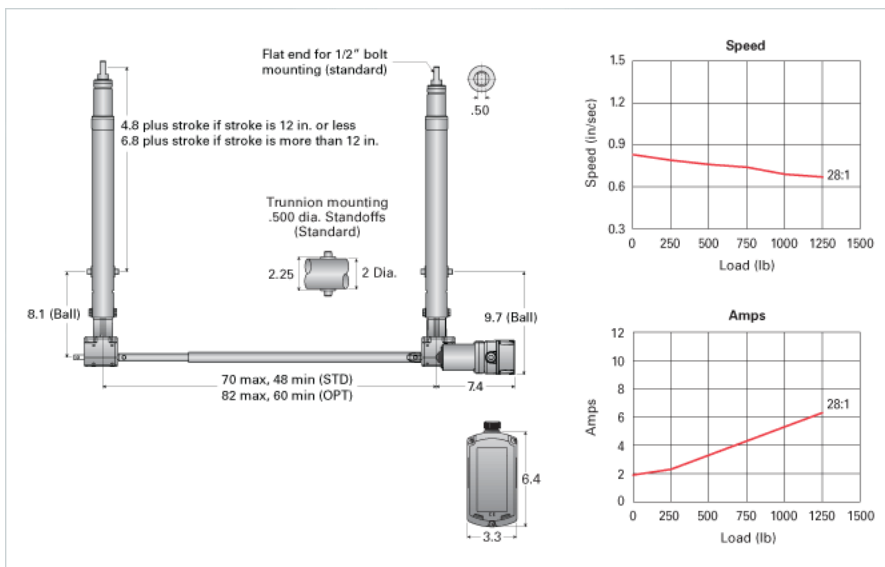 Flat end for 1/2" bolt
mounting (standard)
.50
4.8 plus stroke if stroke is 12 in. or less
6.8 plus stroke if stroke is more than 12 in.
Trunnion mounting
.500 dia. Standoffs
(Standard)
2.25
2 Dia.
8.1 (Ball)
9.7 (Ball)
70 max, 48 min (STD)
82 max, 60 min (OPT)
7.4
6.4
3.3
Speed
Speed (in/sec)
1.5
1.2
0.9
0.6
0.3
28:1
0 250 500 750 1000 1250 1500
Load (lb)
Amps
Amps
12
10
8
6
4
2
0
28:1
0 250 500 750 1000 1250 1500
Load (lb)